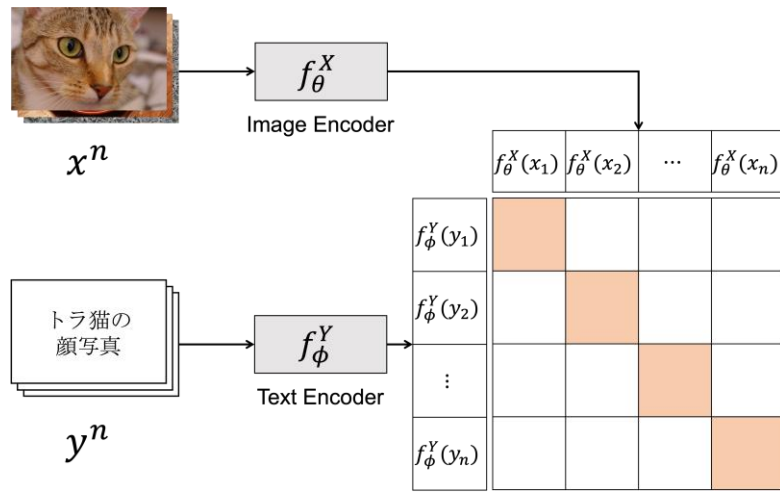 f_θ^X
Image Encoder
x^n
f_θ^X(x_1) f_θ^X(x_2) ⋯ f_θ^X(x_n)
f_ϕ^Y(y_1)
トラ猫の
顔写真
f_ϕ^Y
f_ϕ^Y(y_2)
Text Encoder
⋮
y^n
f_ϕ^Y(y_n)